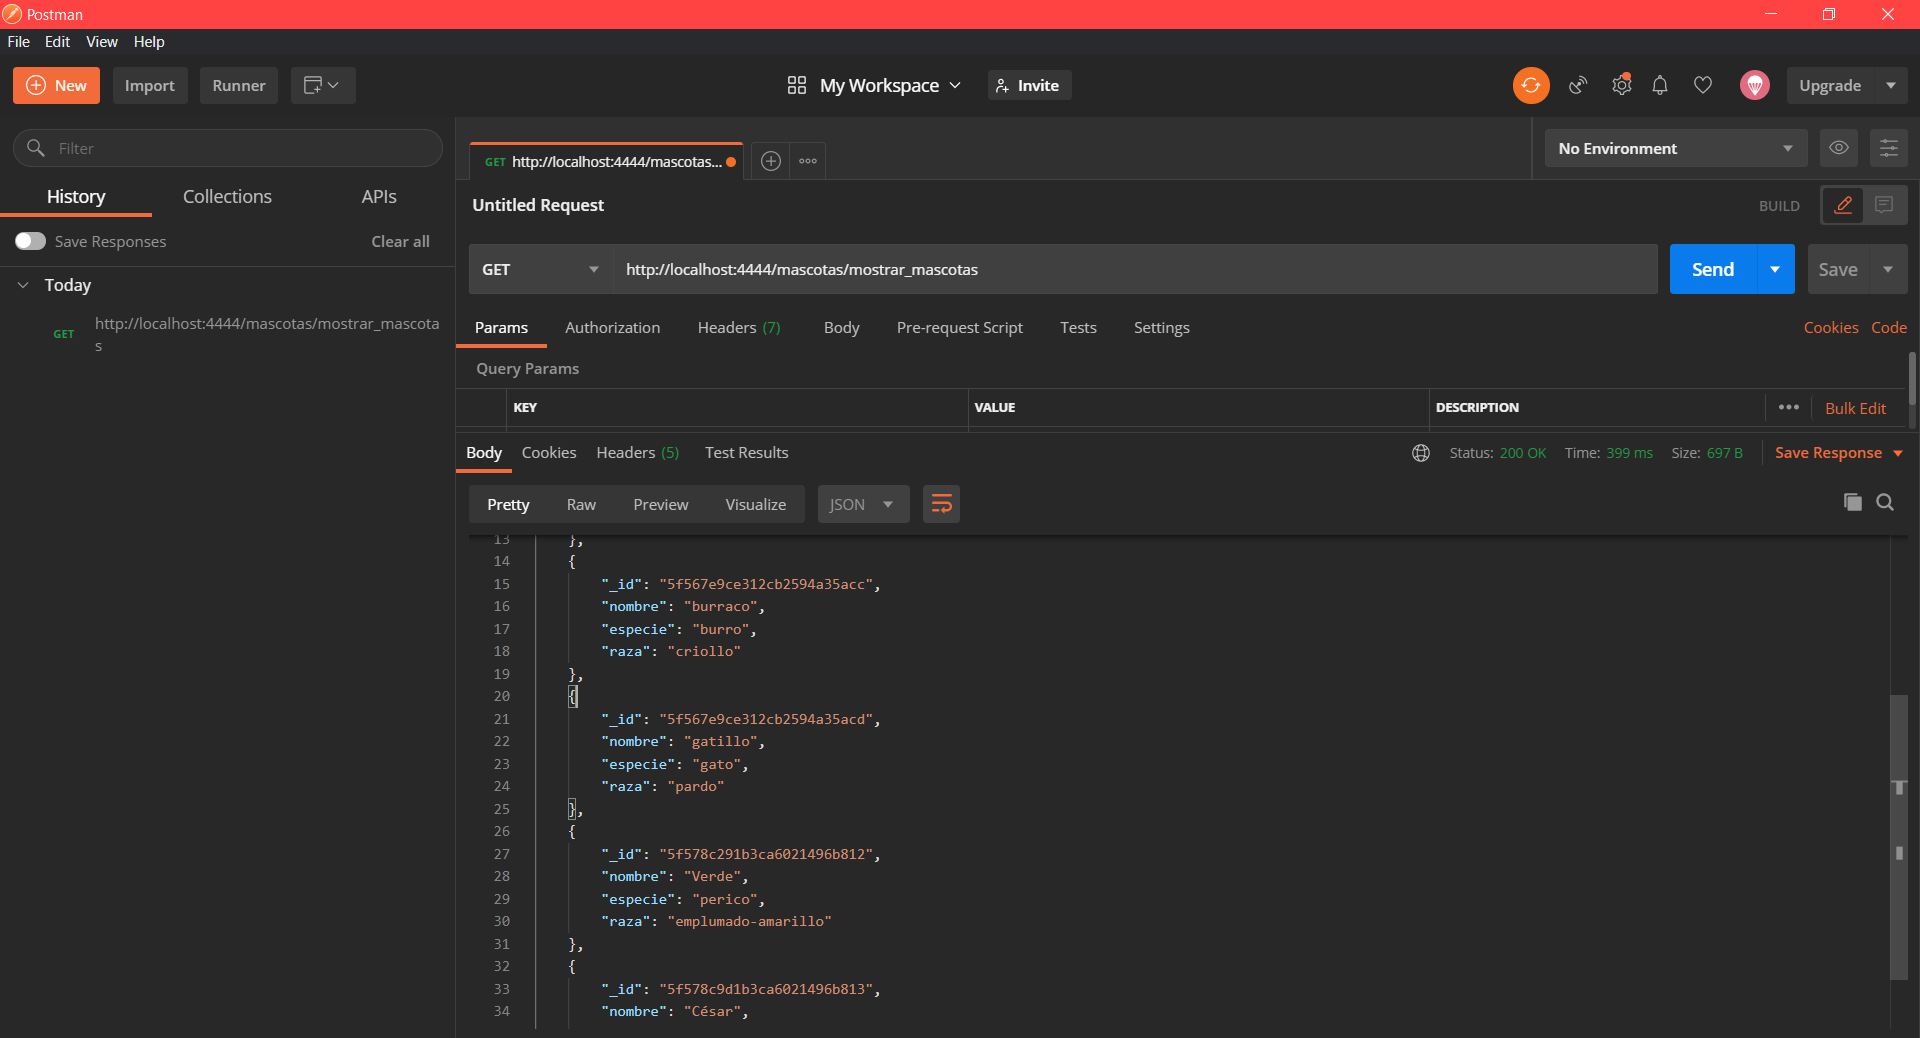 Postman
File Edit View Help
New Import Runner My Workspace Invite Upgrade
Filter
History Collections APIs
Save Responses Clear all
Today
GET http://localhost:4444/mascotas/mostrar_mascota
s
GET http://localhost:4444/mascotas...
No Environment
Untitled Request
BUILD
GET http://localhost:4444/mascotas/mostrar_mascotas Send Save
Params Authorization Headers (7) Body Pre-request Script Tests Settings Cookies Code
Query Params
KEY VALUE DESCRIPTION Bulk Edit
Body Cookies Headers (5) Test Results Status: 200 OK Time: 399 ms Size: 697 B Save Response
Pretty Raw Preview Visualize JSON
13 },
14 {
15 "_id": "5f567e9ce312cb2594a35acc",
16 "nombre": "burraco",
17 "especie": "burro",
18 "raza": "criollo"
19 },
20 {
21 "_id": "5f567e9ce312cb2594a35acd",
22 "nombre": "gatillo",
23 "especie": "gato",
24 "raza": "pardo"
25 },
26 {
27 "_id": "5f578c291b3ca6021496b812",
28 "nombre": "Verde",
29 "especie": "perico",
30 "raza": "emplumado-amarillo"
31 },
32 {
33 "_id": "5f578c9d1b3ca6021496b813",
34 "nombre": "César",